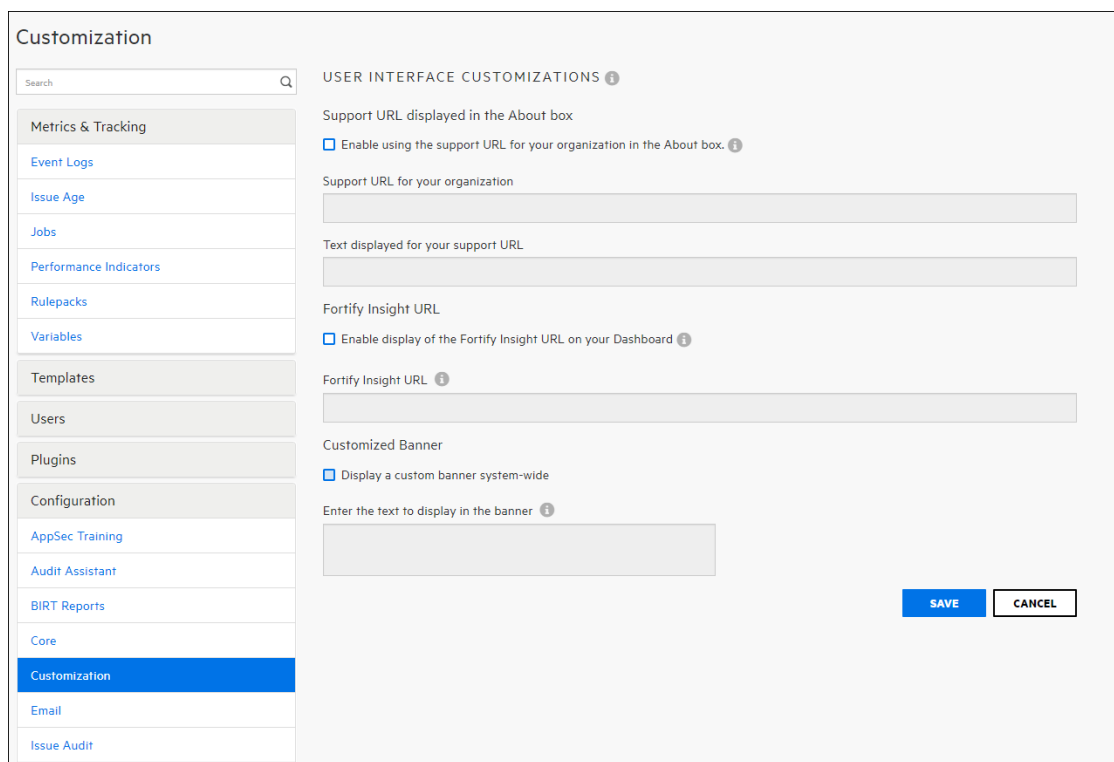 Customization
Search
Metrics & Tracking
Event Logs
Issue Age
Jobs
Performance Indicators
Rulepacks
Variables
Templates
Users
Plugins
Configuration
AppSec Training
Audit Assistant
BIRT Reports
Core
Customization
Email
Issue Audit
USER INTERFACE CUSTOMIZATIONS
Support URL displayed in the About box
Enable using the support URL for your organization in the About box.
Support URL for your organization
Text displayed for your support URL
Fortify Insight URL
Enable display of the Fortify Insight URL on your Dashboard
Fortify Insight URL
Customized Banner
Display a custom banner system-wide
Enter the text to display in the banner
SAVE
CANCEL